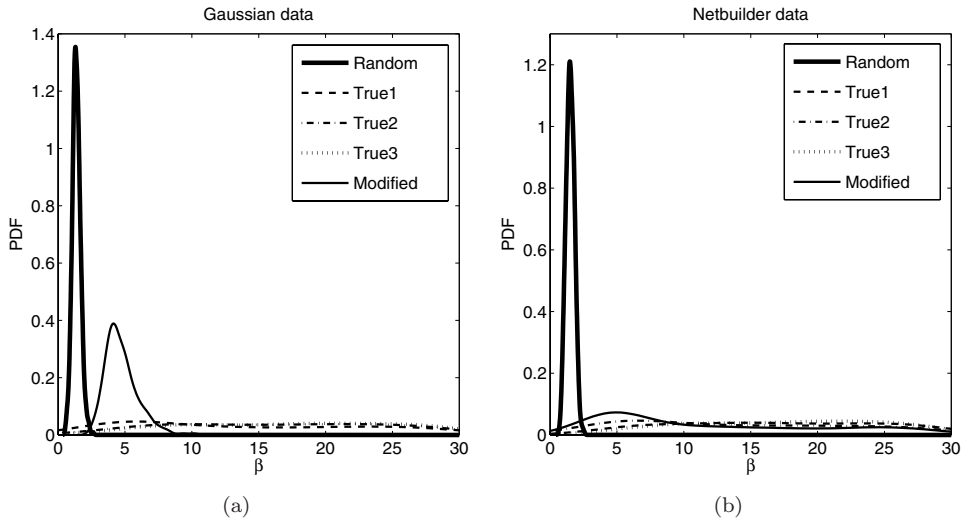 Gaussian data
1.4
1.2
1
0.8
0.6
0.4
0.2
0
PDF
Random
True1
True2
True3
Modified
0 5 10 15 20 25 30
β
(a)
Netbuilder data
1.2
1
0.8
0.6
0.4
0.2
0
PDF
Random
True1
True2
True3
Modified
0 5 10 15 20 25 30
β
(b)